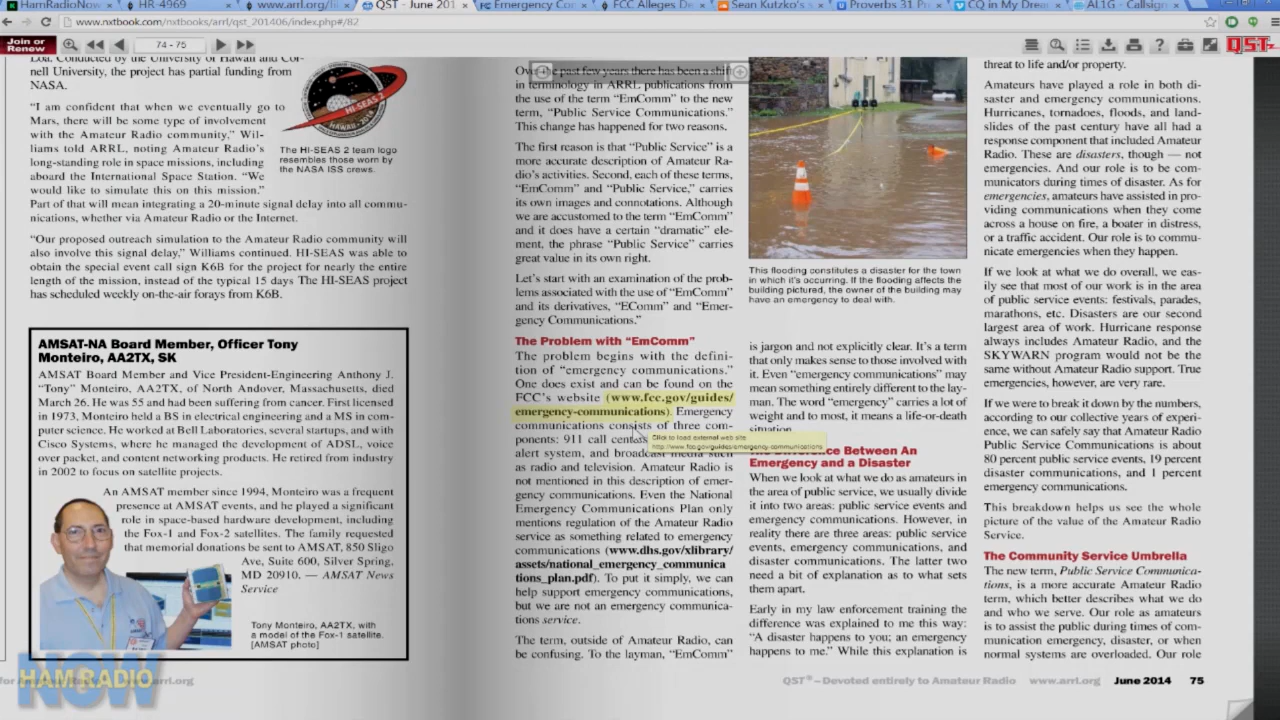 HamRadioNow
HR-4969
www.arrl.org/
QST - June 201
Emergency Com
FCC Alleges De
Sean Kutzko's
Proverbs 31 Pro
CQ in My Drea
AL1G - Callsign
www.nxtbook.com/nxtbooks/arrl/qst_201406/index.php#/82
Join or
Renew
74 - 75
QST
Loa. Conducted by the University of Hawaii and Cor-
nell University, the project has partial funding from
NASA.
“I am confident that when we eventually go to
Mars, there will be some type of involvement
with the Amateur Radio community,” Wil-
liams told ARRL, noting Amateur Radio's
long-standing role in space missions, including
aboard the International Space Station. “We
would like to simulate this on this mission.”
Part of that will mean integrating a 20-minute signal delay into all commu-
nications, whether via Amateur Radio or the Internet.
“Our proposed outreach simulation to the Amateur Radio community will
also involve this signal delay,” Williams continued. HI-SEAS was able to
obtain the special event call sign K6B for the project for nearly the entire
length of the mission, instead of the typical 15 days The HI-SEAS project
has scheduled weekly on-the-air forays from K6B.
HI-SEAS
The HI-SEAS 2 team logo
resembles those worn by
the NASA ISS crews.
AMSAT-NA Board Member, Officer Tony
Monteiro, AA2TX, SK
AMSAT Board Member and Vice President-Engineering Anthony J.
“Tony” Monteiro, AA2TX, of North Andover, Massachusetts, died
March 26. He was 55 and had been suffering from cancer. First licensed
in 1973, Monteiro held a BS in electrical engineering and a MS in com-
puter science. He worked at Bell Laboratories, several startups, and with
Cisco Systems, where he managed the development of ADSL, voice
over packet, and content networking products. He retired from industry
in 2002 to focus on satellite projects.
An AMSAT member since 1994, Monteiro was a frequent
presence at AMSAT events, and he played a significant
role in space-based hardware development, including
the Fox-1 and Fox-2 satellites. The family requested
that memorial donations be sent to AMSAT, 850 Sligo
Ave, Suite 600, Silver Spring,
MD 20910. — AMSAT News
Service
Tony Monteiro, AA2TX, with
a model of the Fox-1 satellite.
[AMSAT photo]
Over the past few years there has been a shift
in terminology in ARRL publications from
the use of the term “EmComm” to the new
term, “Public Service Communications.”
This change has happened for two reasons.
The first reason is that “Public Service” is a
more accurate description of Amateur Ra-
dio's activities. Second, each of these terms,
“EmComm” and “Public Service,” carries
its own images and connotations. Although
we are accustomed to the term “EmComm”
and it does have a certain “dramatic” ele-
ment, the phrase “Public Service” carries
great value in its own right.
Let's start with an examination of the prob-
lems associated with the use of “EmComm”
and its derivatives, “EComm” and “Emer-
gency Communications.”
The Problem with “EmComm”
The problem begins with the defini-
tion of “emergency communications.”
One does exist and can be found on the
FCC's website (www.fcc.gov/guides/
emergency-communications). Emergency
communications consists of three com-
ponents: 911 call centers,
alert system, and broadcast media such
as radio and television. Amateur Radio is
not mentioned in this description of emer-
gency communications. Even the National
Emergency Communications Plan only
mentions regulation of the Amateur Radio
service as something related to emergency
communications (www.dhs.gov/xlibrary/
assets/national_emergency_communica
tions_plan.pdf). To put it simply, we can
help support emergency communications,
but we are not an emergency communica-
tions service.
The term, outside of Amateur Radio, can
be confusing. To the layman, “EmComm”
Click to load external web site
http://www.fcc.gov/guides/emergency-communications
This flooding constitutes a disaster for the town
in which it's occurring. If the flooding affects the
building pictured, the owner of the building may
have an emergency to deal with.
is jargon and not explicitly clear. It's a term
that only makes sense to those involved with
it. Even “emergency communications” may
mean something entirely different to the lay-
man. The word “emergency” carries a lot of
weight and to most, it means a life-or-death
situation.
The Difference Between An
Emergency and a Disaster
When we look at what we do as amateurs in
the area of public service, we usually divide
it into two areas: public service events and
emergency communications. However, in
reality there are three areas: public service
events, emergency communications, and
disaster communications. The latter two
need a bit of explanation as to what sets
them apart.
Early in my law enforcement training the
difference was explained to me this way:
“A disaster happens to you; an emergency
happens to me.” While this explanation is
threat to life and/or property.
Amateurs have played a role in both di-
saster and emergency communications.
Hurricanes, tornadoes, floods, and land-
slides of the past century have all had a
response component that included Amateur
Radio. These are disasters, though — not
emergencies. And our role is to be com-
municators during times of disaster. As for
emergencies, amateurs have assisted in pro-
viding communications when they come
across a house on fire, a boater in distress,
or a traffic accident. Our role is to commu-
nicate emergencies when they happen.
If we look at what we do overall, we eas-
ily see that most of our work is in the area
of public service events: festivals, parades,
marathons, etc. Disasters are our second
largest area of work. Hurricane response
always includes Amateur Radio, and the
SKYWARN program would not be the
same without Amateur Radio support. True
emergencies, however, are very rare.
If we were to break it down by the numbers,
according to our collective years of experi-
ence, we can safely say that Amateur Radio
Public Service Communications is about
80 percent public service events, 19 percent
disaster communications, and 1 percent
emergency communications.
This breakdown helps us see the whole
picture of the value of the Amateur Radio
Service.
The Community Service Umbrella
The new term, Public Service Communica-
tions, is a more accurate Amateur Radio
term, which better describes what we do
and who we serve. Our role as amateurs
is to assist the public during times of com-
munication emergency, disaster, or when
normal systems are overloaded. Our role
for Amateur Radio www.arrl.org
HAM RADIO
NOW
QST® – Devoted entirely to Amateur Radio www.arrl.org June 2014 75